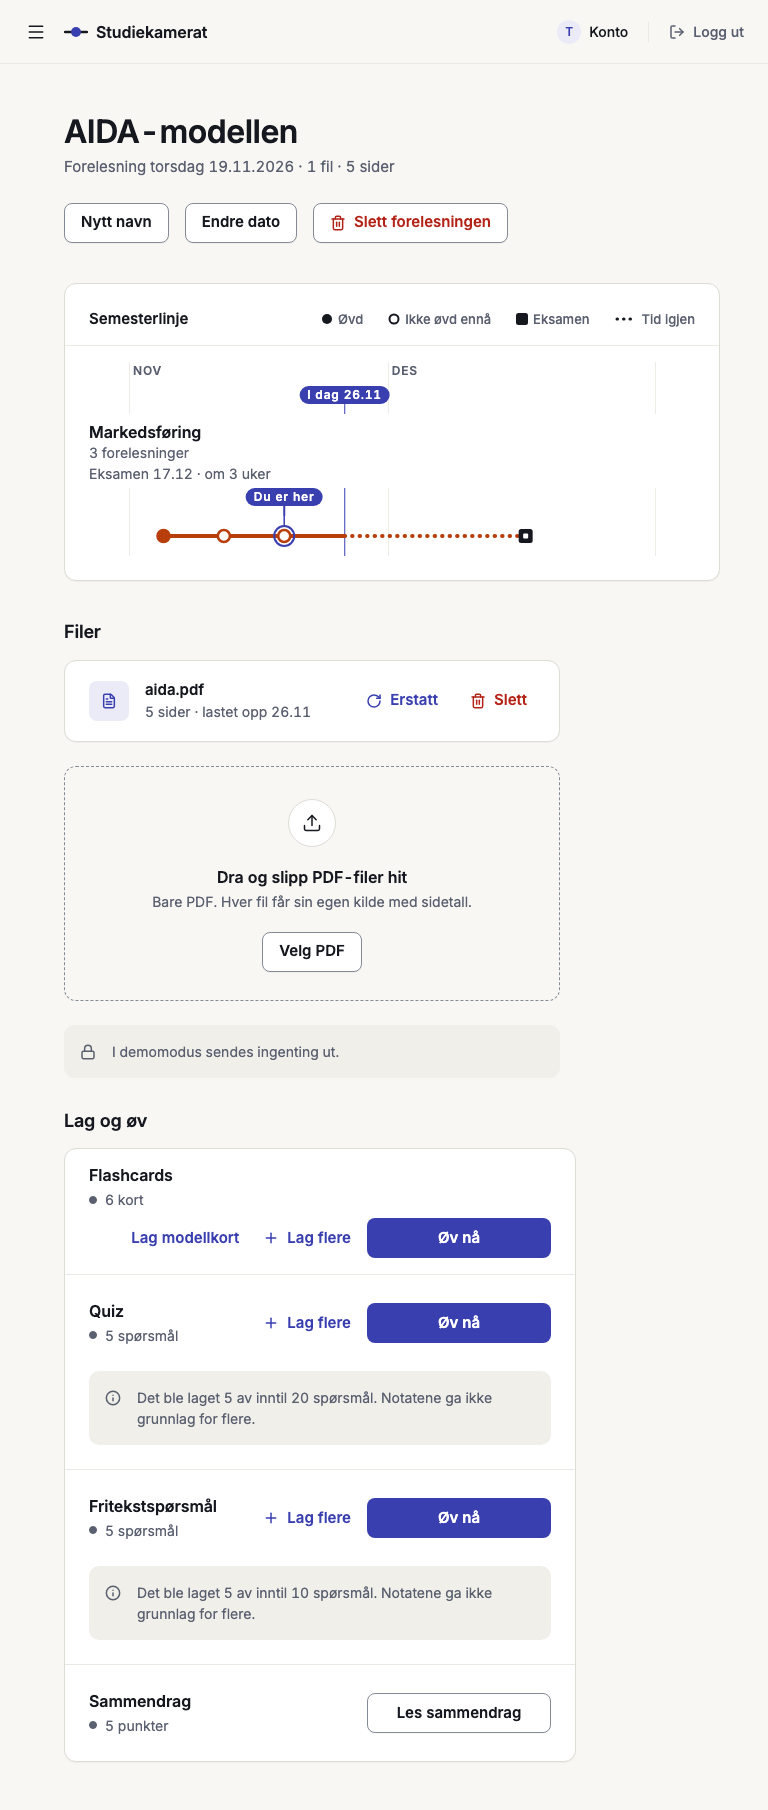 Studiekamerat
T Konto
Logg ut
AIDA-modellen
Forelesning torsdag 19.11.2026 · 1 fil · 5 sider
Nytt navn
Endre dato
Slett forelesningen
Semesterlinje
Øvd
Ikke øvd ennå
Eksamen
Tid igjen
NOV
DES
I dag 26.11
Markedsføring
3 forelesninger
Eksamen 17.12 · om 3 uker
Du er her
Filer
aida.pdf
5 sider · lastet opp 26.11
Erstatt
Slett
Dra og slipp PDF-filer hit
Bare PDF. Hver fil får sin egen kilde med sidetall.
Velg PDF
I demomodus sendes ingenting ut.
Lag og øv
Flashcards
6 kort
Lag modellkort
Lag flere
Øv nå
Quiz
5 spørsmål
Lag flere
Øv nå
Det ble laget 5 av inntil 20 spørsmål. Notatene ga ikke
grunnlag for flere.
Fritekstspørsmål
5 spørsmål
Lag flere
Øv nå
Det ble laget 5 av inntil 10 spørsmål. Notatene ga ikke
grunnlag for flere.
Sammendrag
5 punkter
Les sammendrag